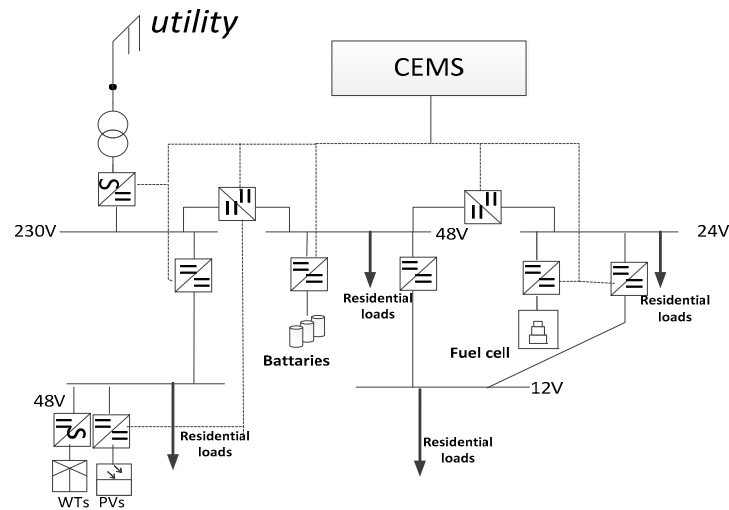 utility
CEMS
230V
48V
24V
Residential
loads
Residential
loads
Battaries
Fuel cell
48V
12V
Residential
loads
Residential
loads
WTs PVs